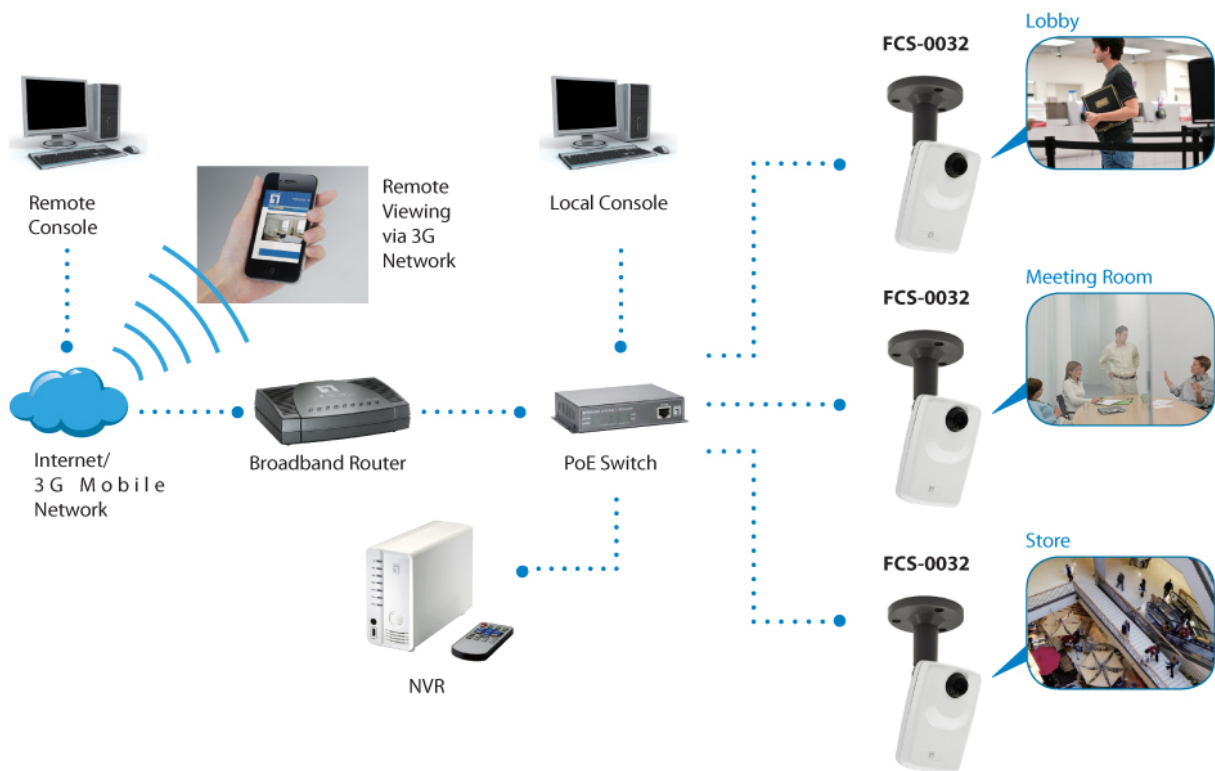 Lobby
FCS-0032
Remote
Console
Remote
Viewing
via 3G
Network
Local Console
Meeting Room
FCS-0032
Internet/
3G Mobile
Network
Broadband Router
PoE Switch
Store
FCS-0032
NVR